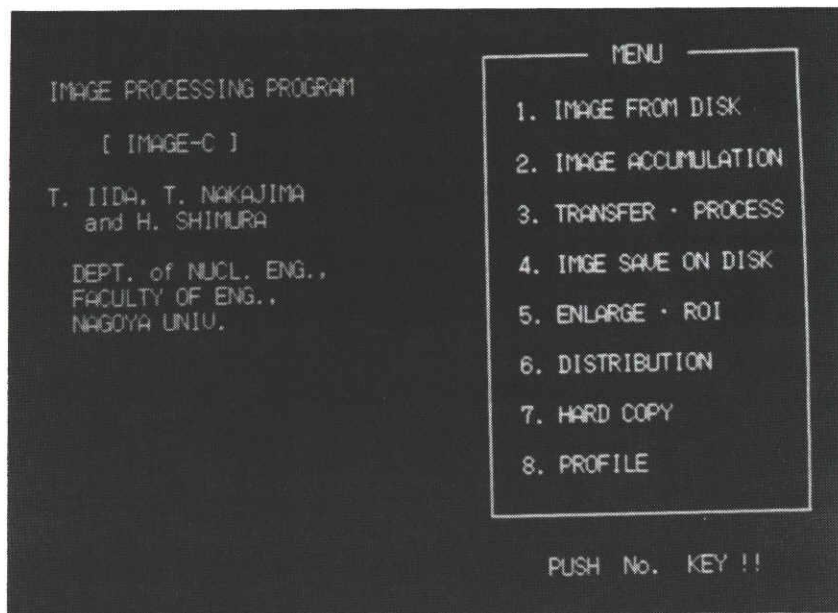 IMAGE PROCESSING PROGRAM
[ IMAGE-C ]
T. IIDA, T. NAKAJIMA
and H. SHIMURA
DEPT. of NUCL. ENG.,
FACULTY OF ENG.,
NAGOYA UNIV.
MENU
1. IMAGE FROM DISK
2. IMAGE ACCUMULATION
3. TRANSFER · PROCESS
4. IMGE SAVE ON DISK
5. ENLARGE · ROI
6. DISTRIBUTION
7. HARD COPY
8. PROFILE
PUSH No. KEY !!